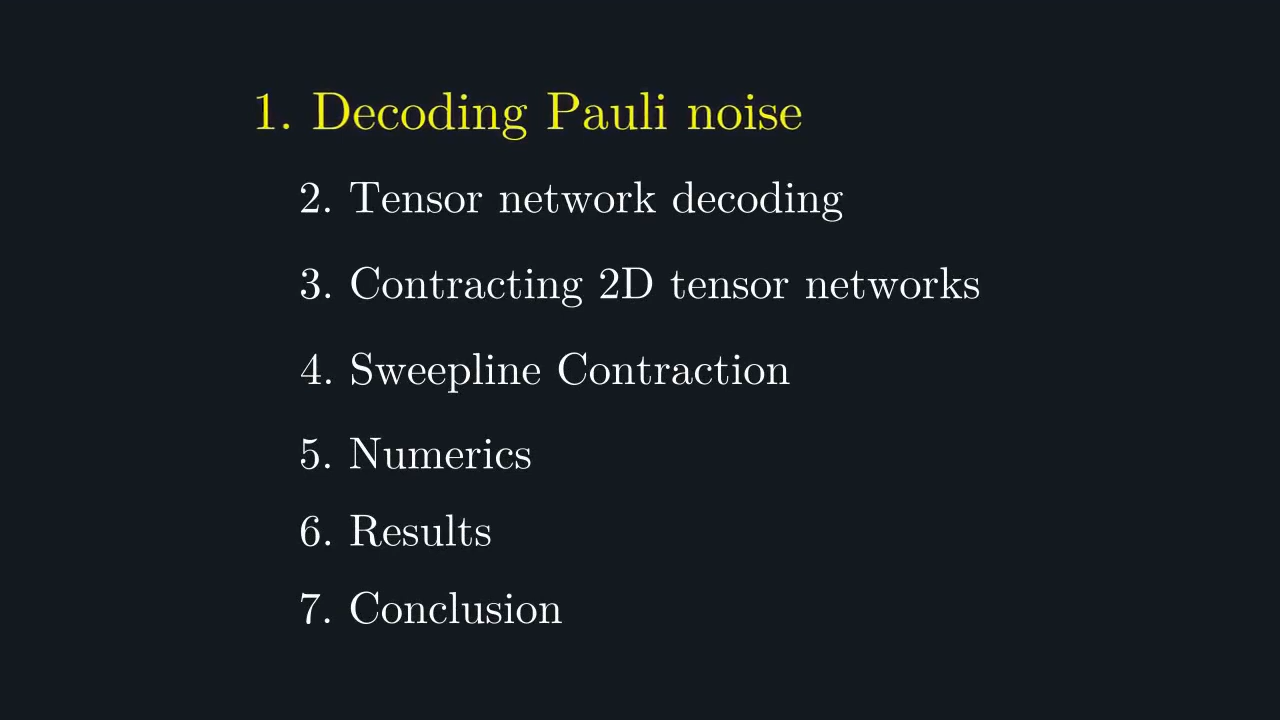 1. Decoding Pauli noise
2. Tensor network decoding
3. Contracting 2D tensor networks
4. Sweepline Contraction
5. Numerics
6. Results
7. Conclusion